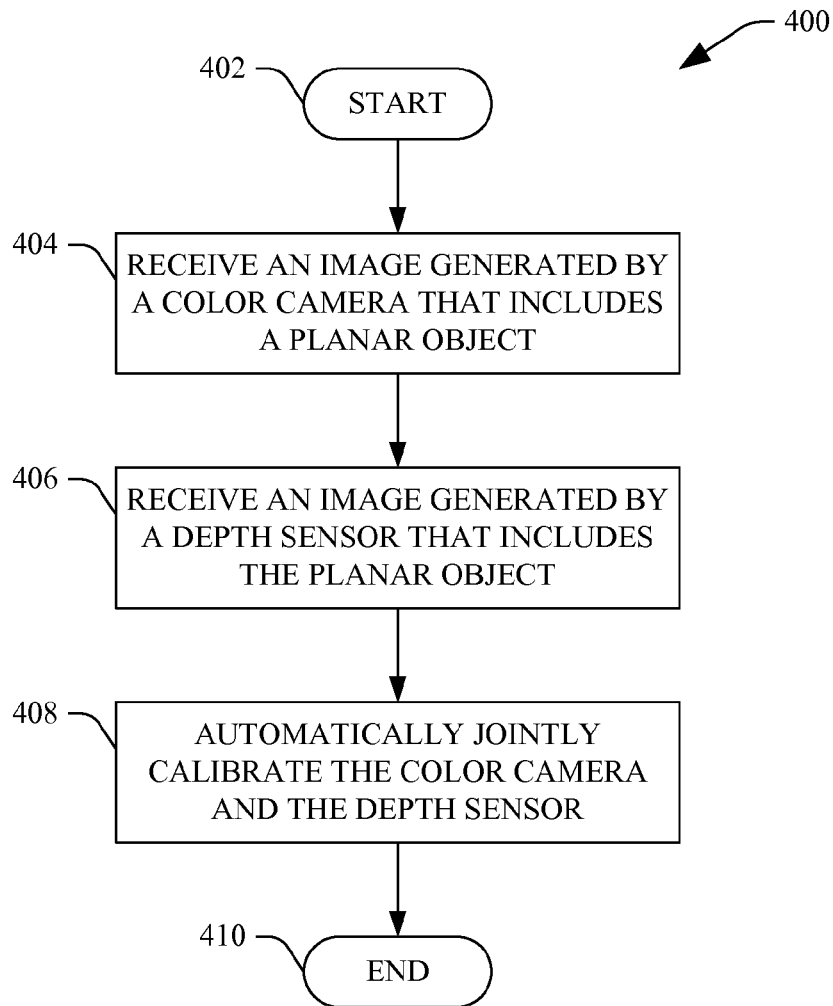 400
402
START
404
RECEIVE AN IMAGE GENERATED BY
A COLOR CAMERA THAT INCLUDES
A PLANAR OBJECT
406
RECEIVE AN IMAGE GENERATED BY
A DEPTH SENSOR THAT INCLUDES
THE PLANAR OBJECT
408
AUTOMATICALLY JOINTLY
CALIBRATE THE COLOR CAMERA
AND THE DEPTH SENSOR
410
END